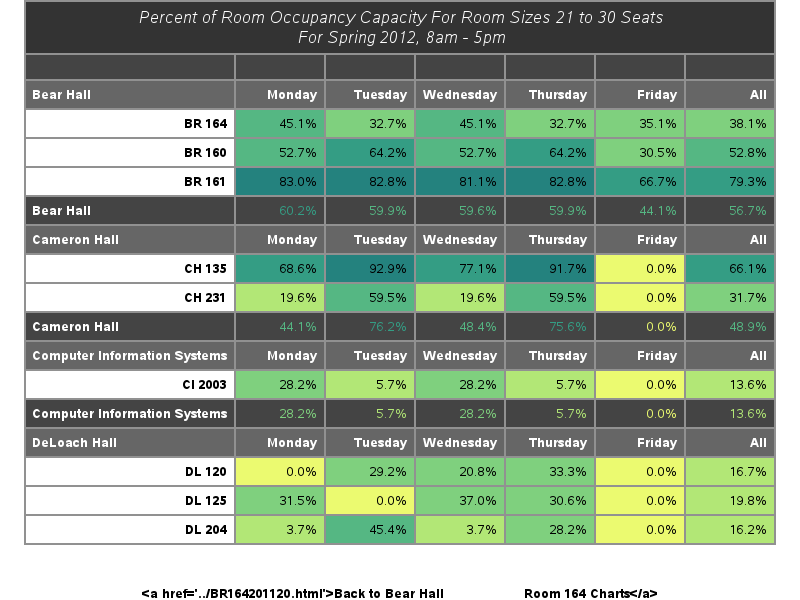 Percent of Room Occupancy Capacity For Room Sizes 21 to 30 Seats
For Spring 2012, 8am - 5pm
Bear Hall Monday Tuesday Wednesday Thursday Friday All
BR 164 45.1% 32.7% 45.1% 32.7% 35.1% 38.1%
BR 160 52.7% 64.2% 52.7% 64.2% 30.5% 52.8%
BR 161 83.0% 82.8% 81.1% 82.8% 66.7% 79.3%
Bear Hall 60.2% 59.9% 59.6% 59.9% 44.1% 56.7%
Cameron Hall Monday Tuesday Wednesday Thursday Friday All
CH 135 68.6% 92.9% 77.1% 91.7% 0.0% 66.1%
CH 231 19.6% 59.5% 19.6% 59.5% 0.0% 31.7%
Cameron Hall 44.1% 76.2% 48.4% 75.6% 0.0% 48.9%
Computer Information Systems Monday Tuesday Wednesday Thursday Friday All
CI 2003 28.2% 5.7% 28.2% 5.7% 0.0% 13.6%
Computer Information Systems 28.2% 5.7% 28.2% 5.7% 0.0% 13.6%
DeLoach Hall Monday Tuesday Wednesday Thursday Friday All
DL 120 0.0% 29.2% 20.8% 33.3% 0.0% 16.7%
DL 125 31.5% 0.0% 37.0% 30.6% 0.0% 19.8%
DL 204 3.7% 45.4% 3.7% 28.2% 0.0% 16.2%
<a href='../BR164201120.html'>Back to Bear Hall Room 164 Charts</a>